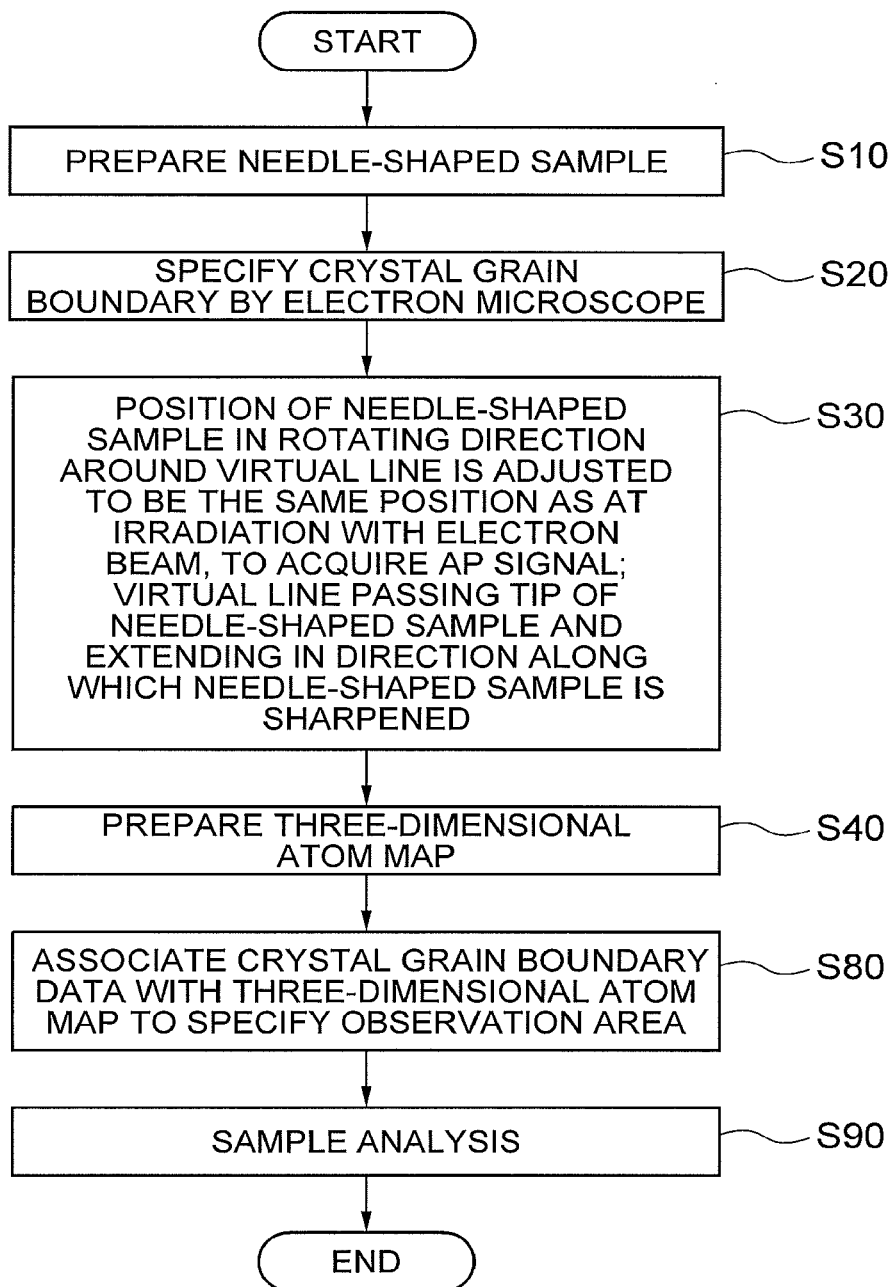 START
PREPARE NEEDLE-SHAPED SAMPLE
S10
SPECIFY CRYSTAL GRAIN
BOUNDARY BY ELECTRON MICROSCOPE
S20
POSITION OF NEEDLE-SHAPED
SAMPLE IN ROTATING DIRECTION
AROUND VIRTUAL LINE IS ADJUSTED
TO BE THE SAME POSITION AS AT
IRRADIATION WITH ELECTRON
BEAM, TO ACQUIRE AP SIGNAL;
VIRTUAL LINE PASSING TIP OF
NEEDLE-SHAPED SAMPLE AND
EXTENDING IN DIRECTION ALONG
WHICH NEEDLE-SHAPED SAMPLE IS
SHARPENED
S30
PREPARE THREE-DIMENSIONAL
ATOM MAP
S40
ASSOCIATE CRYSTAL GRAIN BOUNDARY
DATA WITH THREE-DIMENSIONAL ATOM
MAP TO SPECIFY OBSERVATION AREA
S80
SAMPLE ANALYSIS
S90
END